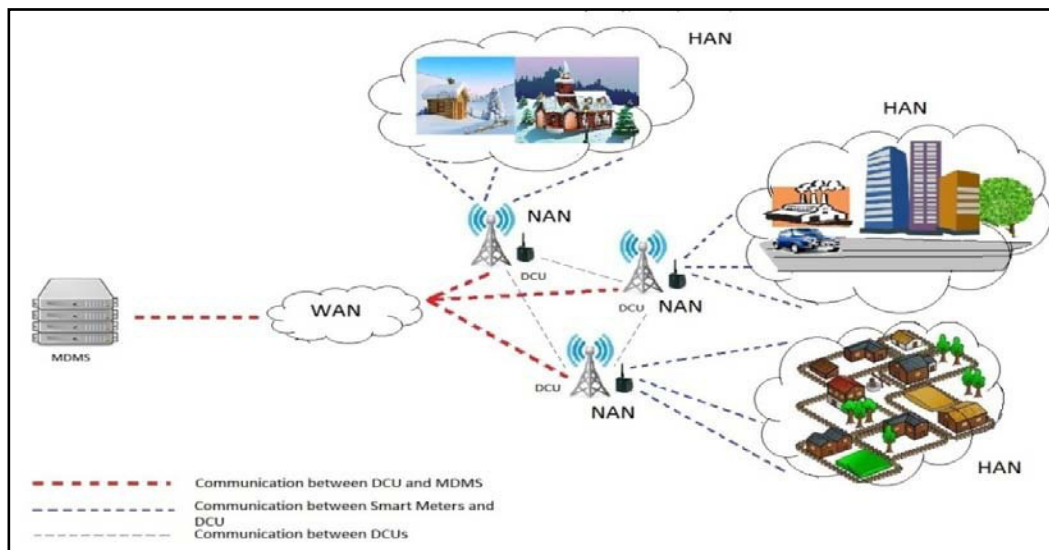 HAN
HAN
NAN
DCU
DCU
NAN
WAN
MDMS
DCU
NAN
HAN
Communication between DCU and MDMS
Communication between Smart Meters and
DCU
Communication between DCUs